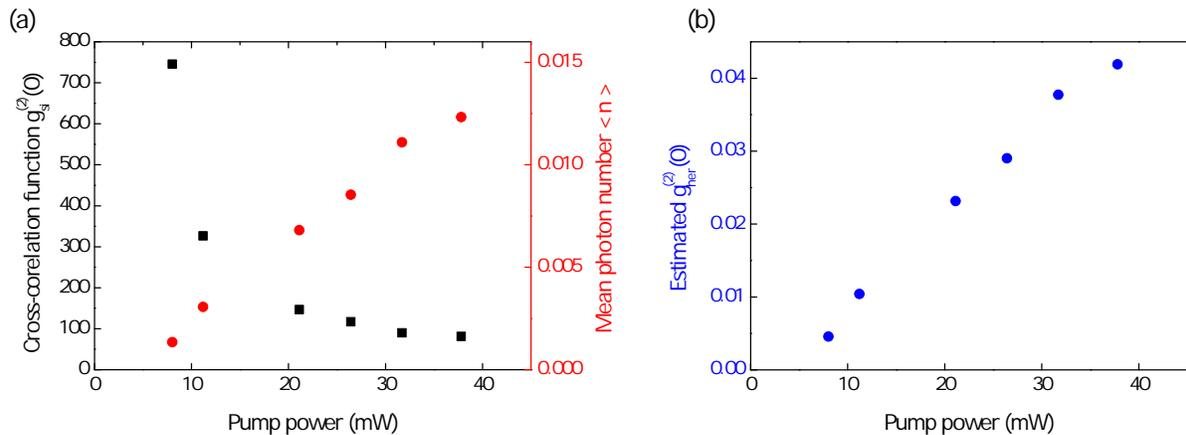 (a)
800
700
600
500
400
300
200
100
0
Cross-corelation function g_si^(2)(0)
0 10 20 30 40
Pump power (mW)
0.015
0.010
0.005
0.000
Mean photon number < n >
(b)
0.04
0.03
0.02
0.01
0.00
Estimated g_her^(2)(0)
0 10 20 30 40
Pump power (mW)